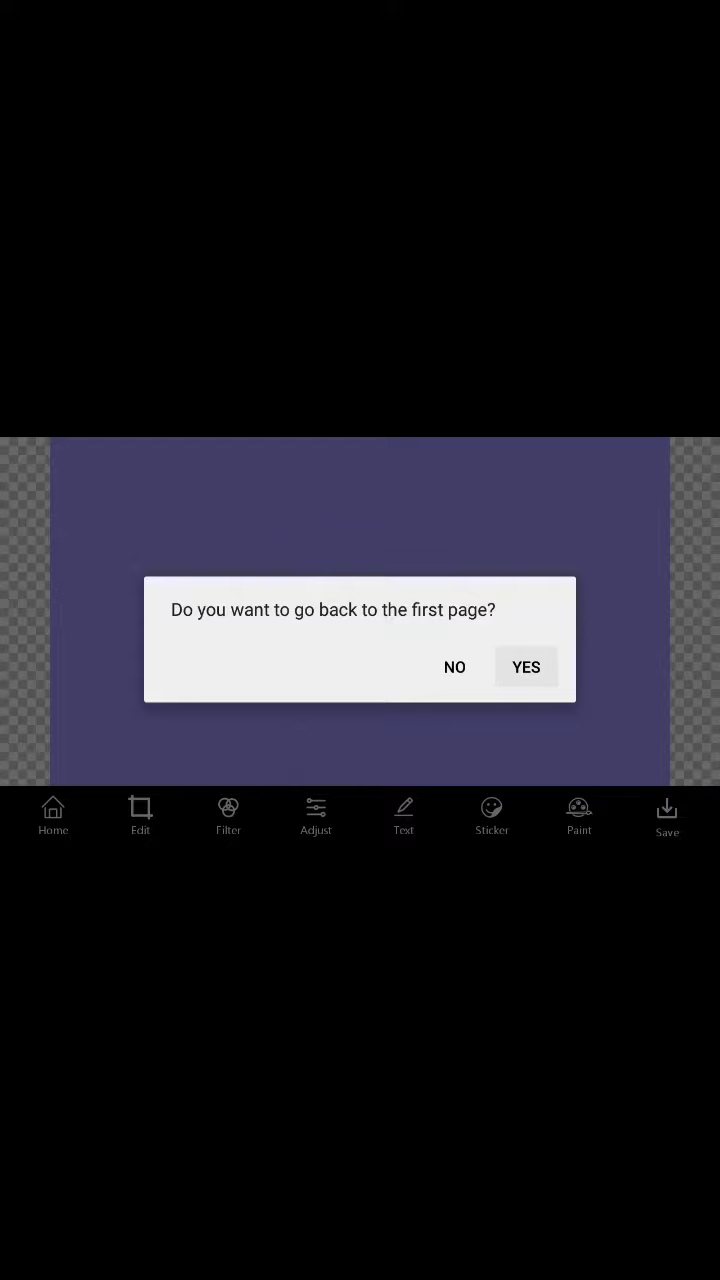 Do you want to go back to the first page?
NO YES
Home Edit Filter Adjust Text Sticker Paint Save